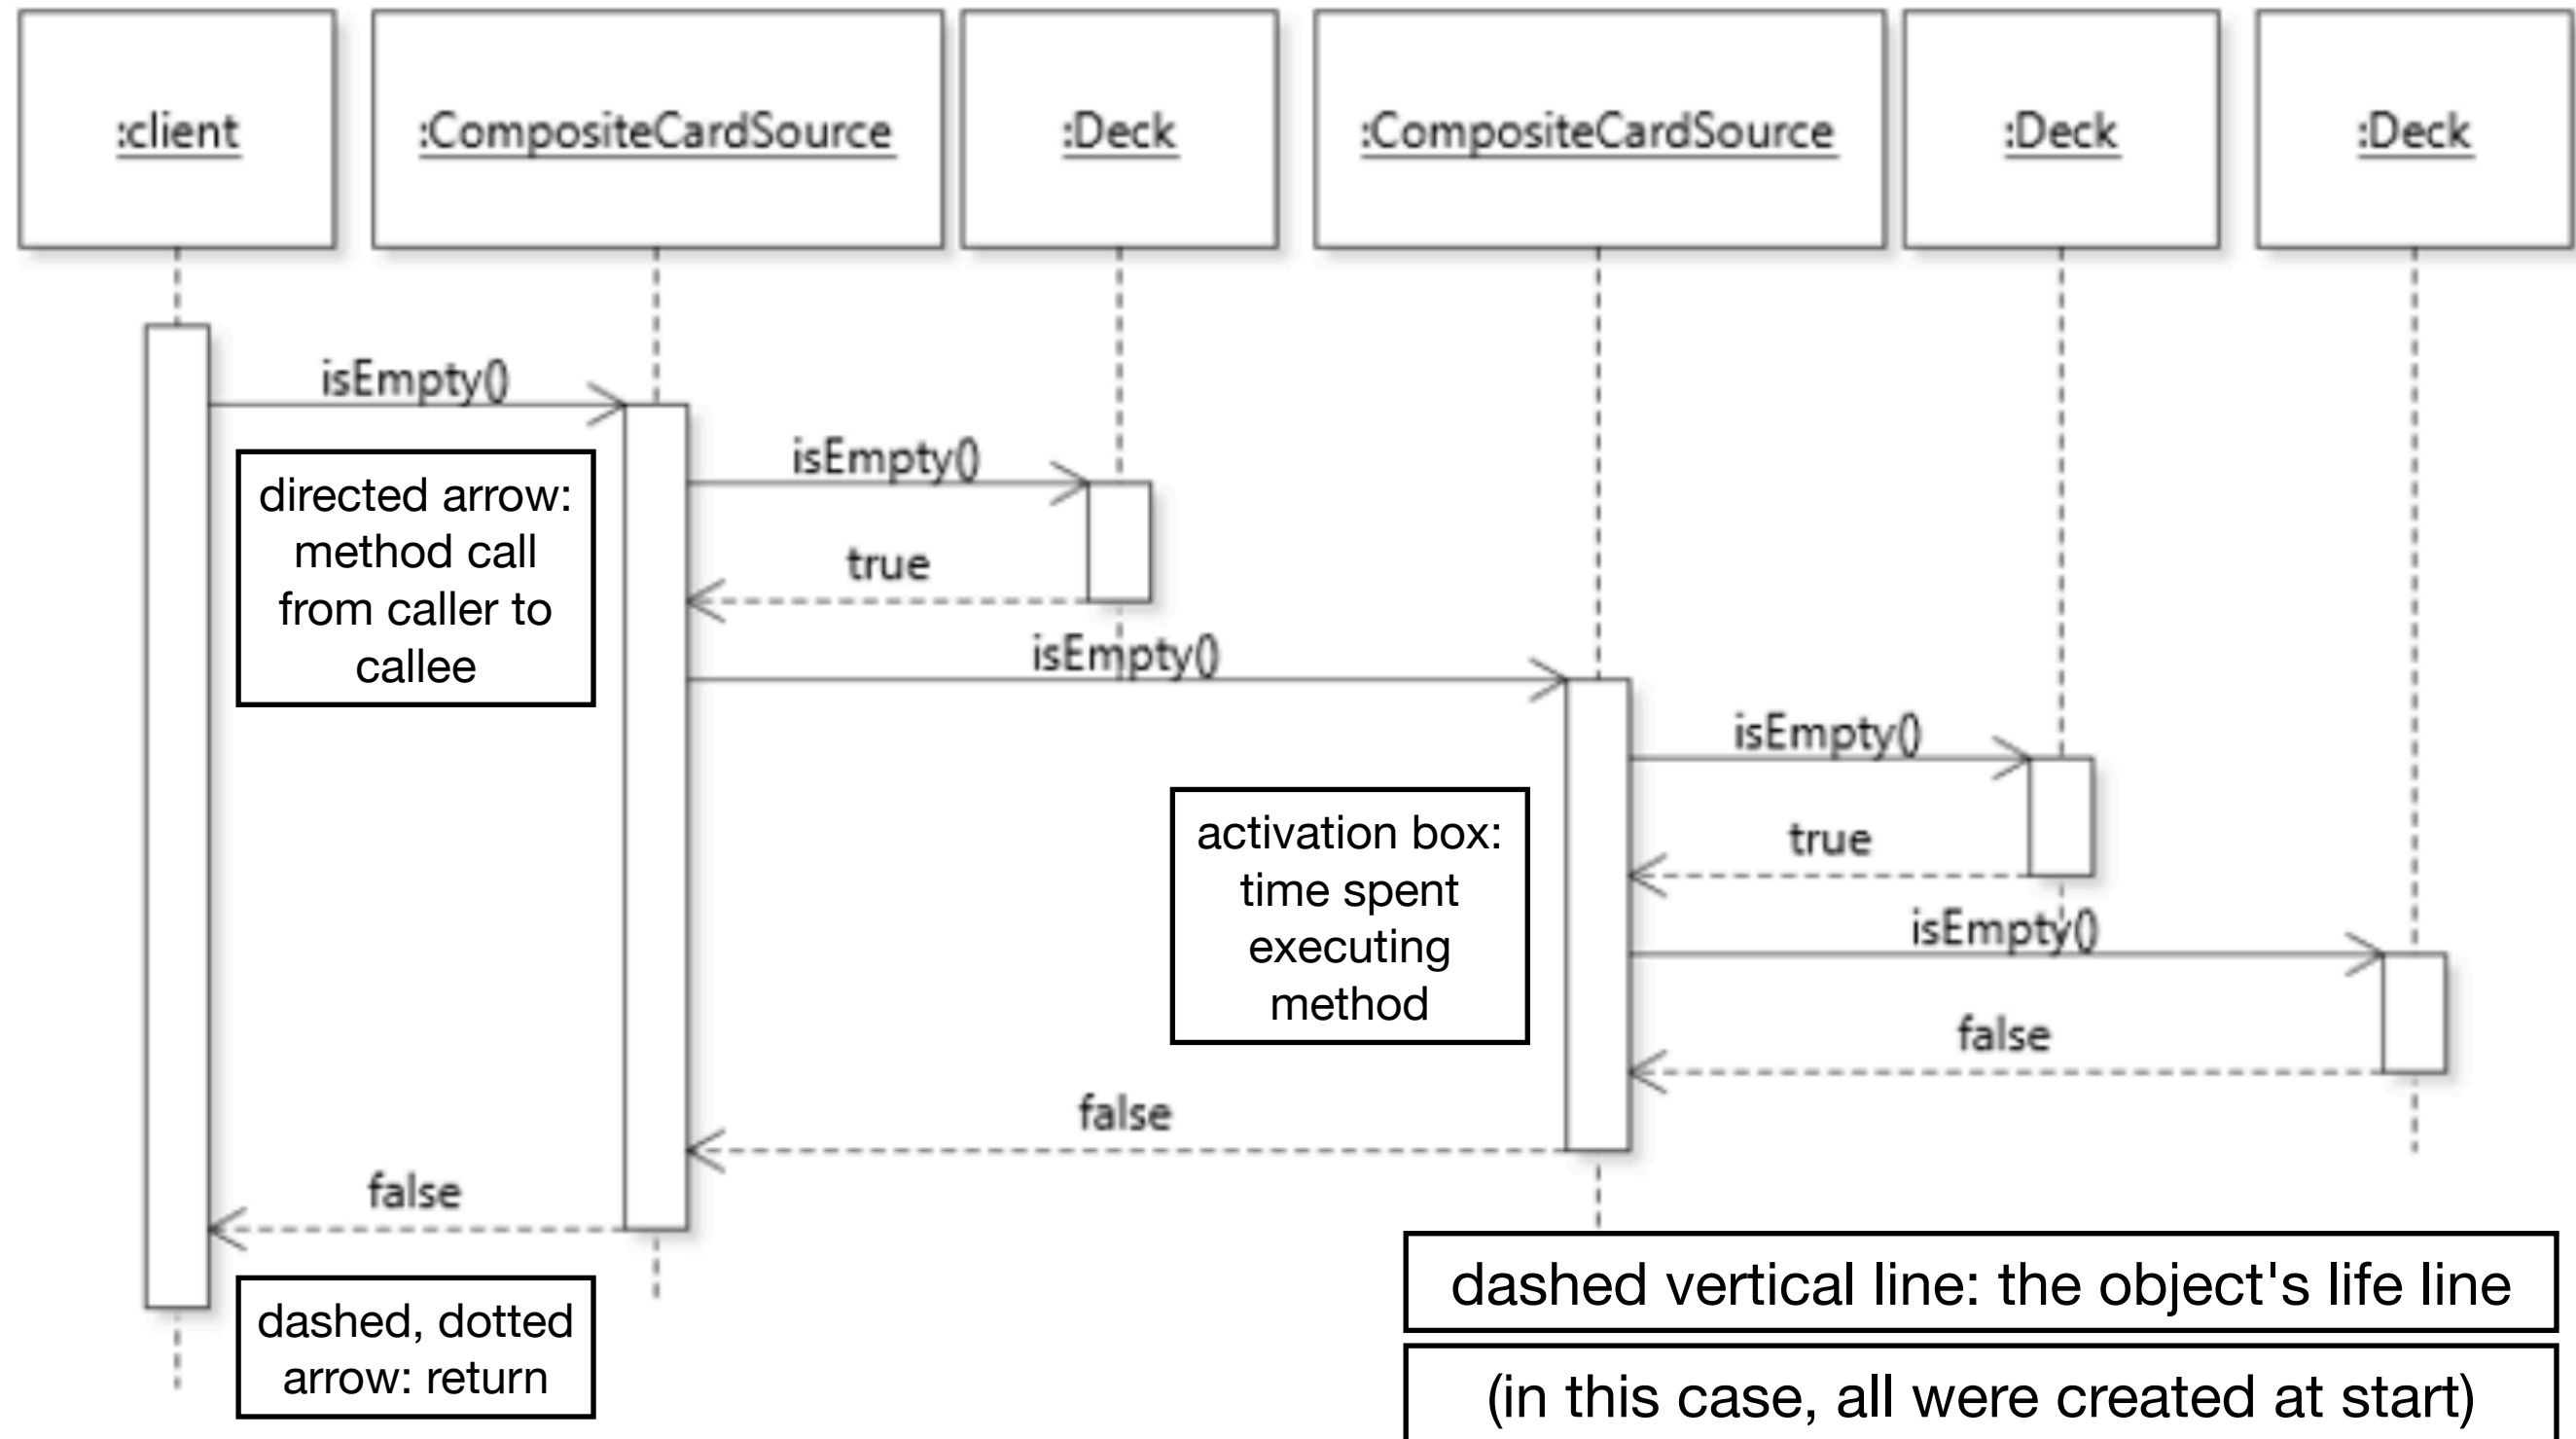 :client
:CompositeCardSource
:Deck
:CompositeCardSource
:Deck
:Deck
isEmpty()
isEmpty()
directed arrow:
method call
from caller to
callee
true
isEmpty()
isEmpty()
activation box:
time spent
executing
method
true
isEmpty()
false
false
false
dashed vertical line: the object's life line
dashed, dotted
arrow: return
(in this case, all were created at start)